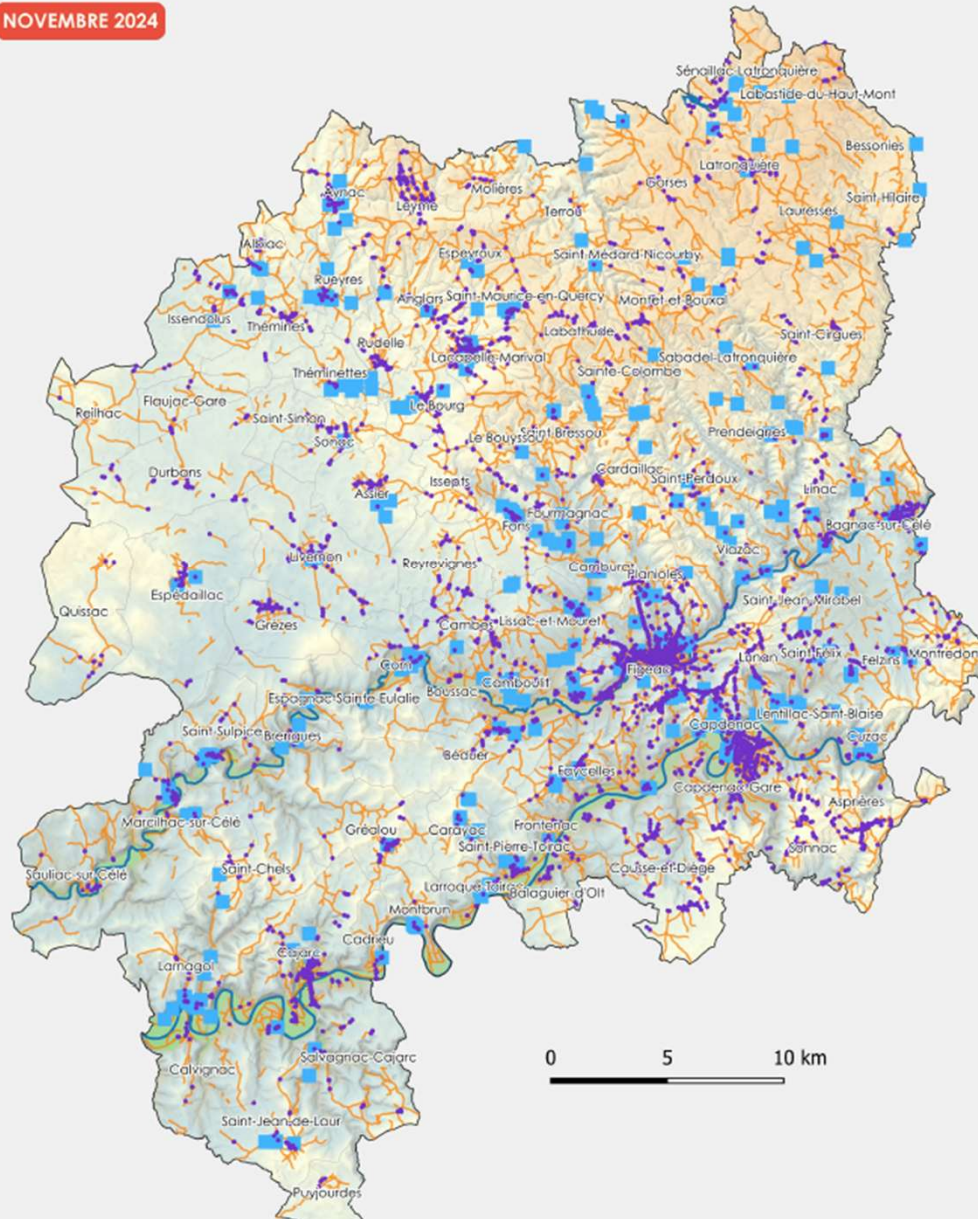 NOVEMBRE 2024
Sénaillac-Latronquière
Labastide-du-Haut-Mont
Bessonies
Latronquière
Gorses
Saint-Hilaire
Lauresses
Aynac
Leyme
Molières
Terrou
Albiac
Espeyroux
Saint-Médard-Nicourby
Rueyres
Anglars
Saint-Maurice-en-Quercy
Montet-et-Bouxal
Issendolus
Thémines
Labathude
Saint-Cirgues
Rudelle
Lacapelle-Marival
Sabadel-Latronquière
Sainte-Colombe
Théminettes
Reilhac
Flaujac-Gare
Le Bourg
Saint-Simon
Sonac
Le Bouyssou
Saint-Bressou
Prendeignes
Durbans
Issepts
Cardaillac
Saint-Perdoux
Assier
Linac
Fourmagnac
Fons
Bagnac-sur-Célé
Livernon
Reyrevignes
Viazac
Camburat
Planioles
Espédaillac
Quissac
Grèzes
Cambes
Lissac-et-Mouret
Saint-Jean-Mirabel
Corn
Figeac
Lunan
Saint-Félix
Felzins
Montredon
Espagnac-Sainte-Eulalie
Boussac
Camboulit
Saint-Sulpice
Brengues
Capdenac
Lentillac-Saint-Blaise
Cuzac
Béduer
Faycelles
Capdenac-Gare
Asprières
Marcilhac-sur-Célé
Gréalou
Carayac
Frontenac
Saint-Pierre-Toirac
Sonnac
Sauliac-sur-Célé
Saint-Chels
Causse-et-Diège
Larroque-Toirac
Balaguier d'Olt
Montbrun
Cadrieu
Larnagol
Cajarc
0 5 10 km
Salvagnac-Cajarc
Calvignac
Saint-Jean-de-Laur
Puyjourdes